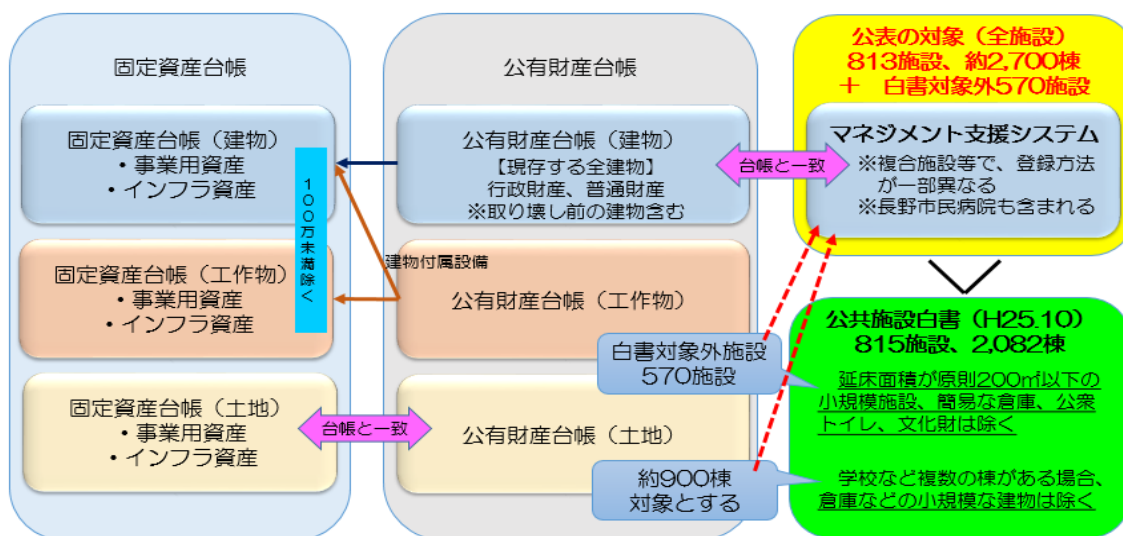 固定資産台帳
固定資産台帳（建物）
・事業用資産
・インフラ資産
100万未満除く
固定資産台帳（工作物）
・事業用資産
・インフラ資産
固定資産台帳（土地）
・事業用資産
・インフラ資産
公有財産台帳
公有財産台帳（建物）
【現存する全建物】
行政財産、普通財産
※取り壊し前の建物含む
建物付属設備
公有財産台帳（工作物）
台帳と一致
公有財産台帳（土地）
台帳と一致
公表の対象（全施設）
813施設、約2,700棟
＋　白書対象外570施設
マネジメント支援システム
※複合施設等で、登録方法
が一部異なる
※長野市民病院も含まれる
白書対象外施設
570施設
約900棟
対象とする
公共施設白書（H25.10）
815施設、2,082棟
延床面積が原則200㎡以下の
小規模施設、簡易な倉庫、公衆
トイレ、文化財は除く
学校など複数の棟がある場合、
倉庫などの小規模な建物は除く